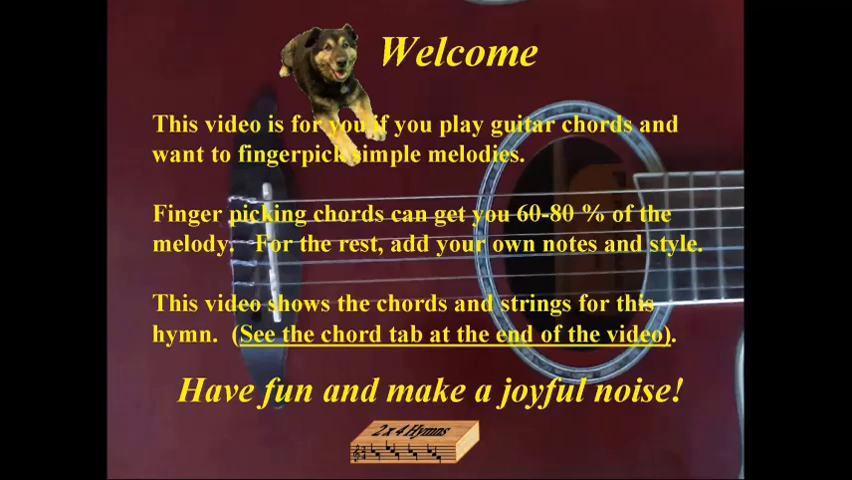 Welcome
This video is for you if you play guitar chords and
want to fingerpick simple melodies.
Finger picking chords can get you 60-80 % of the
melody. For the rest, add your own notes and style.
This video shows the chords and strings for this
hymn. (See the chord tab at the end of the video).
Have fun and make a joyful noise!
2 x 4 Hymns